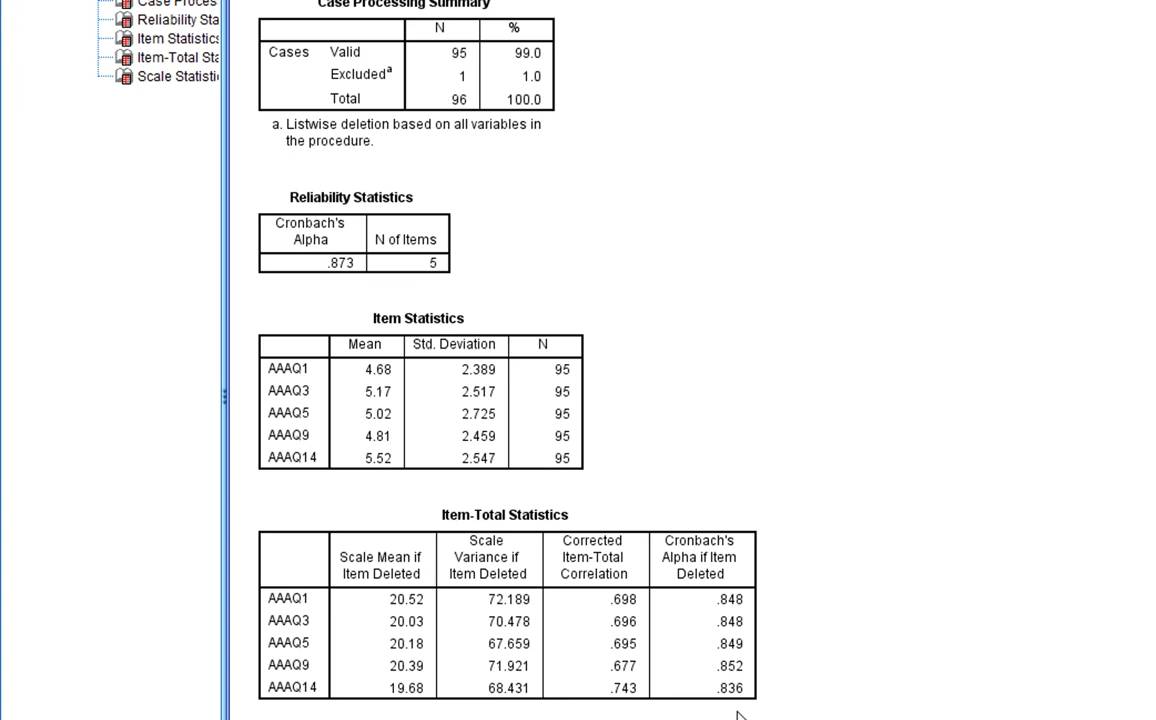 Case Proces
Reliability Sta
Item Statistics
Item-Total Sta
Scale Statisti
Case Processing Summary
N %
Cases Valid 95 99.0
Excludeda 1 1.0
Total 96 100.0
a. Listwise deletion based on all variables in
the procedure.
Reliability Statistics
Cronbach's
Alpha N of Items
.873 5
Item Statistics
Mean Std. Deviation N
AAAQ1 4.68 2.389 95
AAAQ3 5.17 2.517 95
AAAQ5 5.02 2.725 95
AAAQ9 4.81 2.459 95
AAAQ14 5.52 2.547 95
Item-Total Statistics
Scale Mean if Item Deleted Scale Variance if Item Deleted Corrected Item-Total Correlation Cronbach's Alpha if Item Deleted
AAAQ1 20.52 72.189 .698 .848
AAAQ3 20.03 70.478 .696 .848
AAAQ5 20.18 67.659 .695 .849
AAAQ9 20.39 71.921 .677 .852
AAAQ14 19.68 68.431 .743 .836